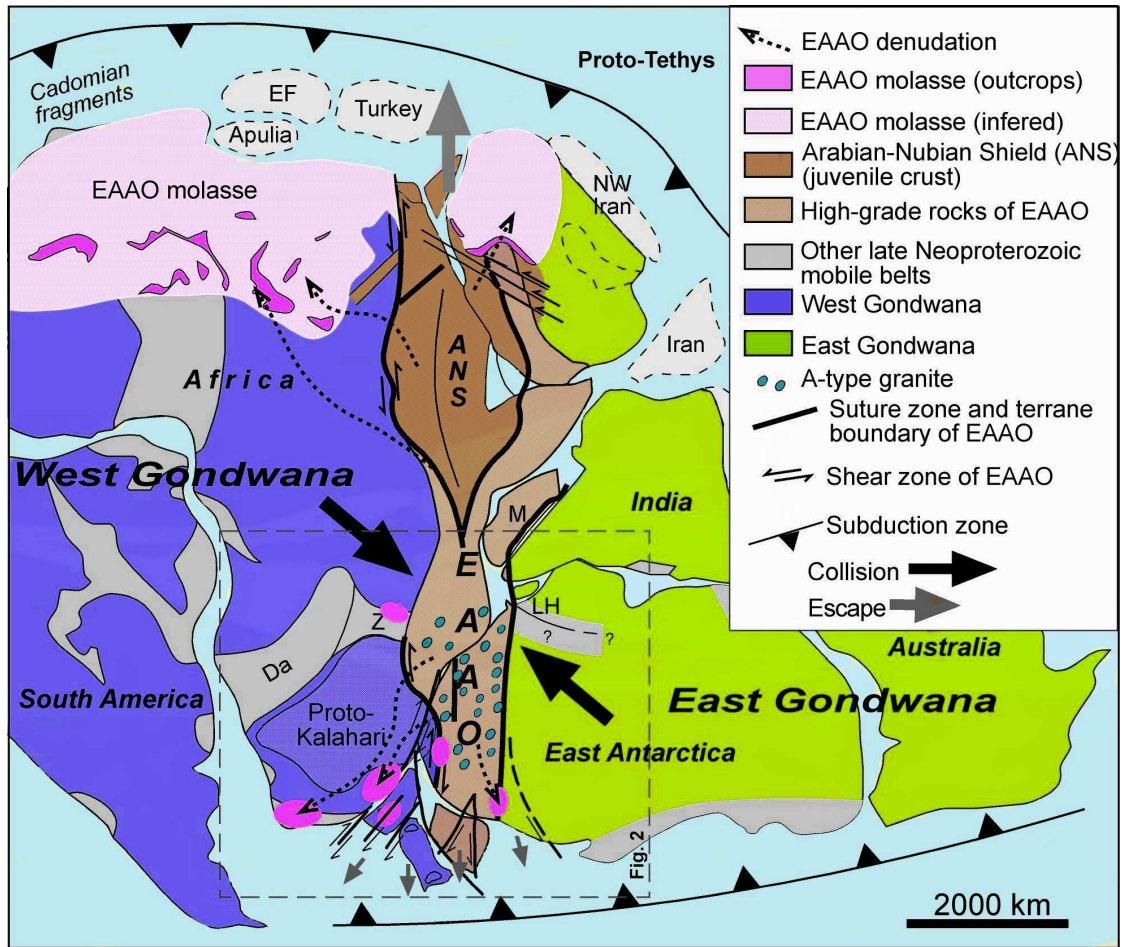 Cadomian
fragments
EF
Apulia
Turkey
Proto-Tethys
NW
Iran
Iran
EAAO molasse
Africa
ANS
West Gondwana
M
India
EAAO
Z
LH
?
?
Da
South America
Proto-
Kalahari
East Gondwana
Australia
East Antarctica
Fig. 2
2000 km
EAAO denudation
EAAO molasse (outcrops)
EAAO molasse (infered)
Arabian-Nubian Shield (ANS)
(juvenile crust)
High-grade rocks of EAAO
Other late Neoproterozoic
mobile belts
West Gondwana
East Gondwana
A-type granite
Suture zone and terrane
boundary of EAAO
Shear zone of EAAO
Subduction zone
Collision
Escape